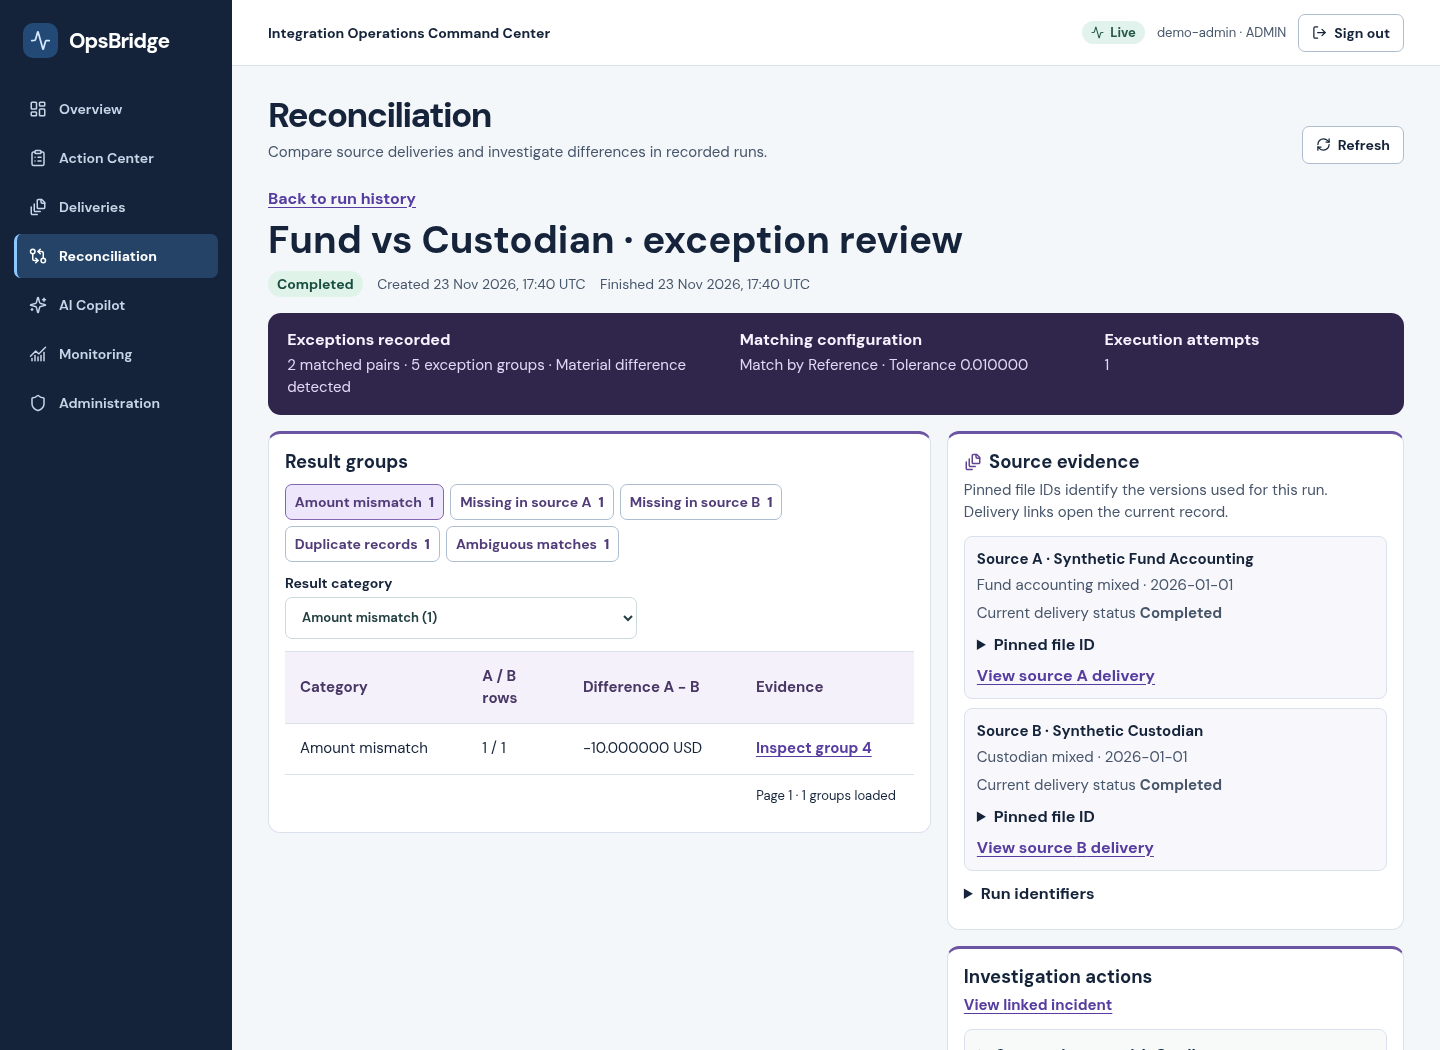 OpsBridge
Overview
Action Center
Deliveries
Reconciliation
AI Copilot
Monitoring
Administration
Integration Operations Command Center
Live
demo-admin · ADMIN
Sign out
Reconciliation
Compare source deliveries and investigate differences in recorded runs.
Refresh
Back to run history
Fund vs Custodian · exception review
Completed
Created 23 Nov 2026, 17:40 UTC
Finished 23 Nov 2026, 17:40 UTC
Exceptions recorded
2 matched pairs · 5 exception groups · Material difference
detected
Matching configuration
Match by Reference · Tolerance 0.010000
Execution attempts
1
Result groups
Amount mismatch 1
Missing in source A 1
Missing in source B 1
Duplicate records 1
Ambiguous matches 1
Result category
Amount mismatch (1)
Category
A / B
rows
Difference A - B
Evidence
Amount mismatch
1 / 1
-10.000000 USD
Inspect group 4
Page 1 · 1 groups loaded
Source evidence
Pinned file IDs identify the versions used for this run.
Delivery links open the current record.
Source A · Synthetic Fund Accounting
Fund accounting mixed · 2026-01-01
Current delivery status Completed
Pinned file ID
View source A delivery
Source B · Synthetic Custodian
Custodian mixed · 2026-01-01
Current delivery status Completed
Pinned file ID
View source B delivery
Run identifiers
Investigation actions
View linked incident